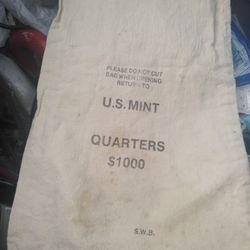 PLEASE DO NOT CUT
BAG WHEN OPENING
RETURN TO
U.S. MINT
QUARTERS
$1000
S.W.B.